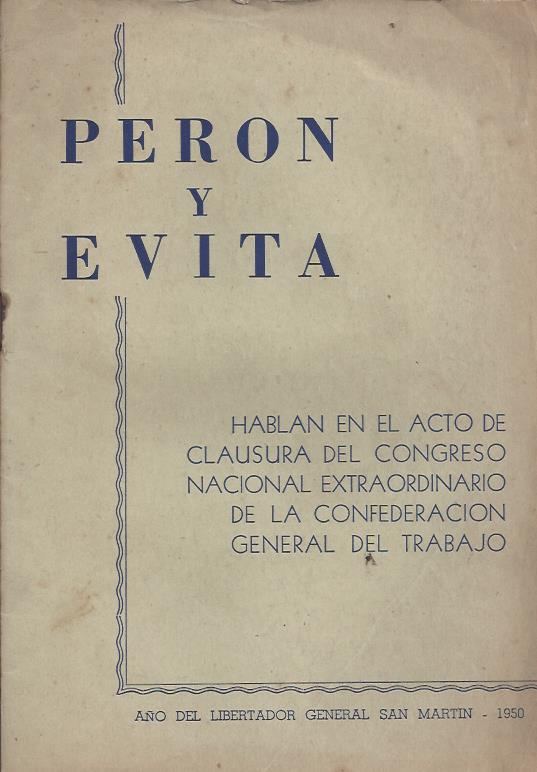 PERON
Y
EVITA
HABLAN EN EL ACTO DE
CLAUSURA DEL CONGRESO
NACIONAL EXTRAORDINARIO
DE LA CONFEDERACION
GENERAL DEL TRABAJO
AÑO DEL LIBERTADOR GENERAL SAN MARTIN - 1950